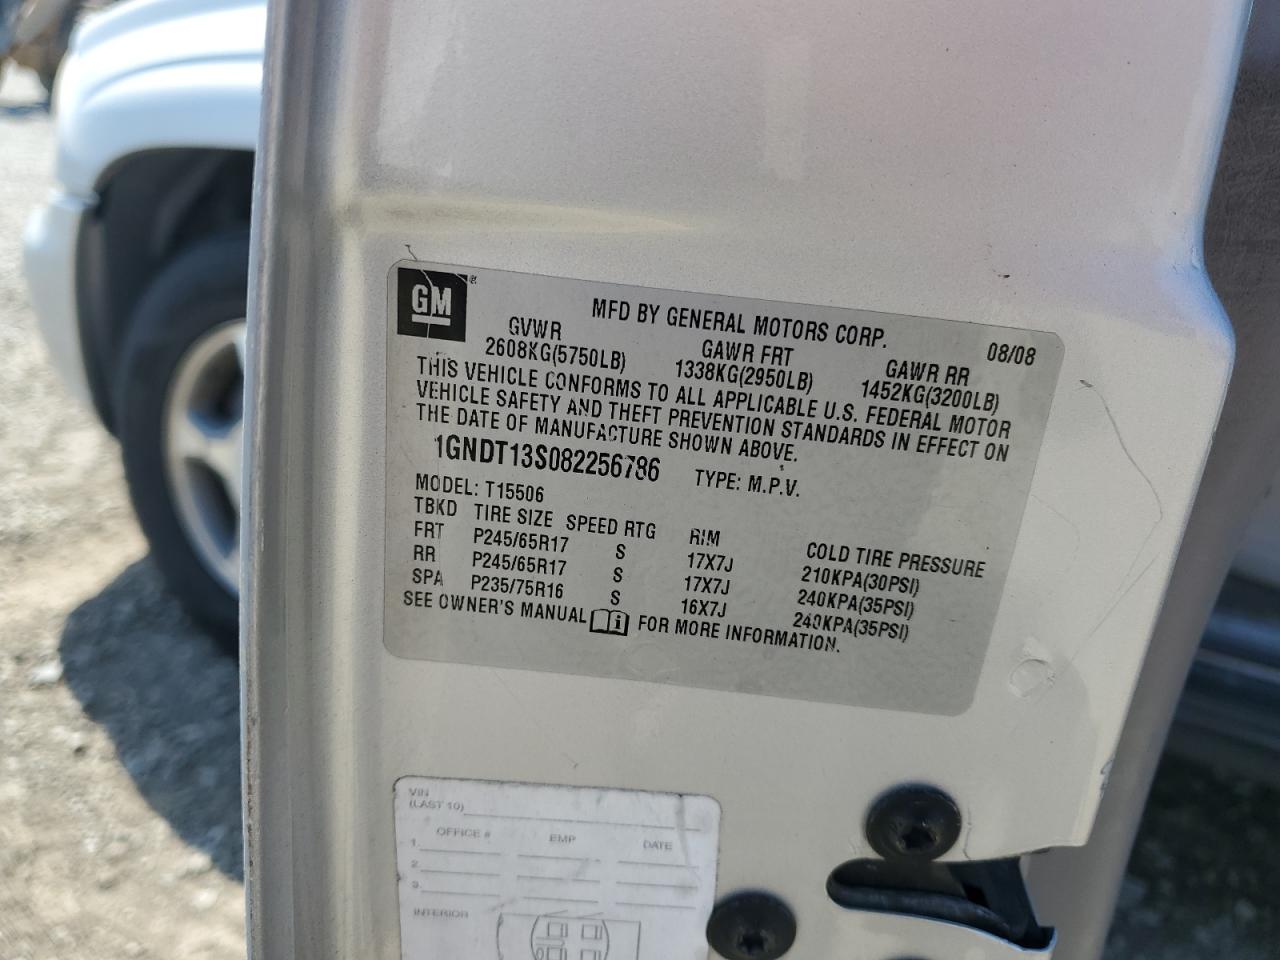 GM ®
MFD BY GENERAL MOTORS CORP. 08/08
GVWR GAWR FRT GAWR RR
2608KG(5750LB) 1338KG(2950LB) 1452KG(3200LB)
THIS VEHICLE CONFORMS TO ALL APPLICABLE U.S. FEDERAL MOTOR
VEHICLE SAFETY AND THEFT PREVENTION STANDARDS IN EFFECT ON
THE DATE OF MANUFACTURE SHOWN ABOVE.
1GNDT13S082256786 TYPE: M.P.V.
MODEL: T15506
TBKD TIRE SIZE SPEED RTG RIM COLD TIRE PRESSURE
FRT P245/65R17 S 17X7J 210KPA(30PSI)
RR P245/65R17 S 17X7J 240KPA(35PSI)
SPA P235/75R16 S 16X7J 240KPA(35PSI)
SEE OWNER'S MANUAL i FOR MORE INFORMATION.
VIN
(LAST 10)
OFFICE # EMP DATE
1.
2.
3.
INTERIOR